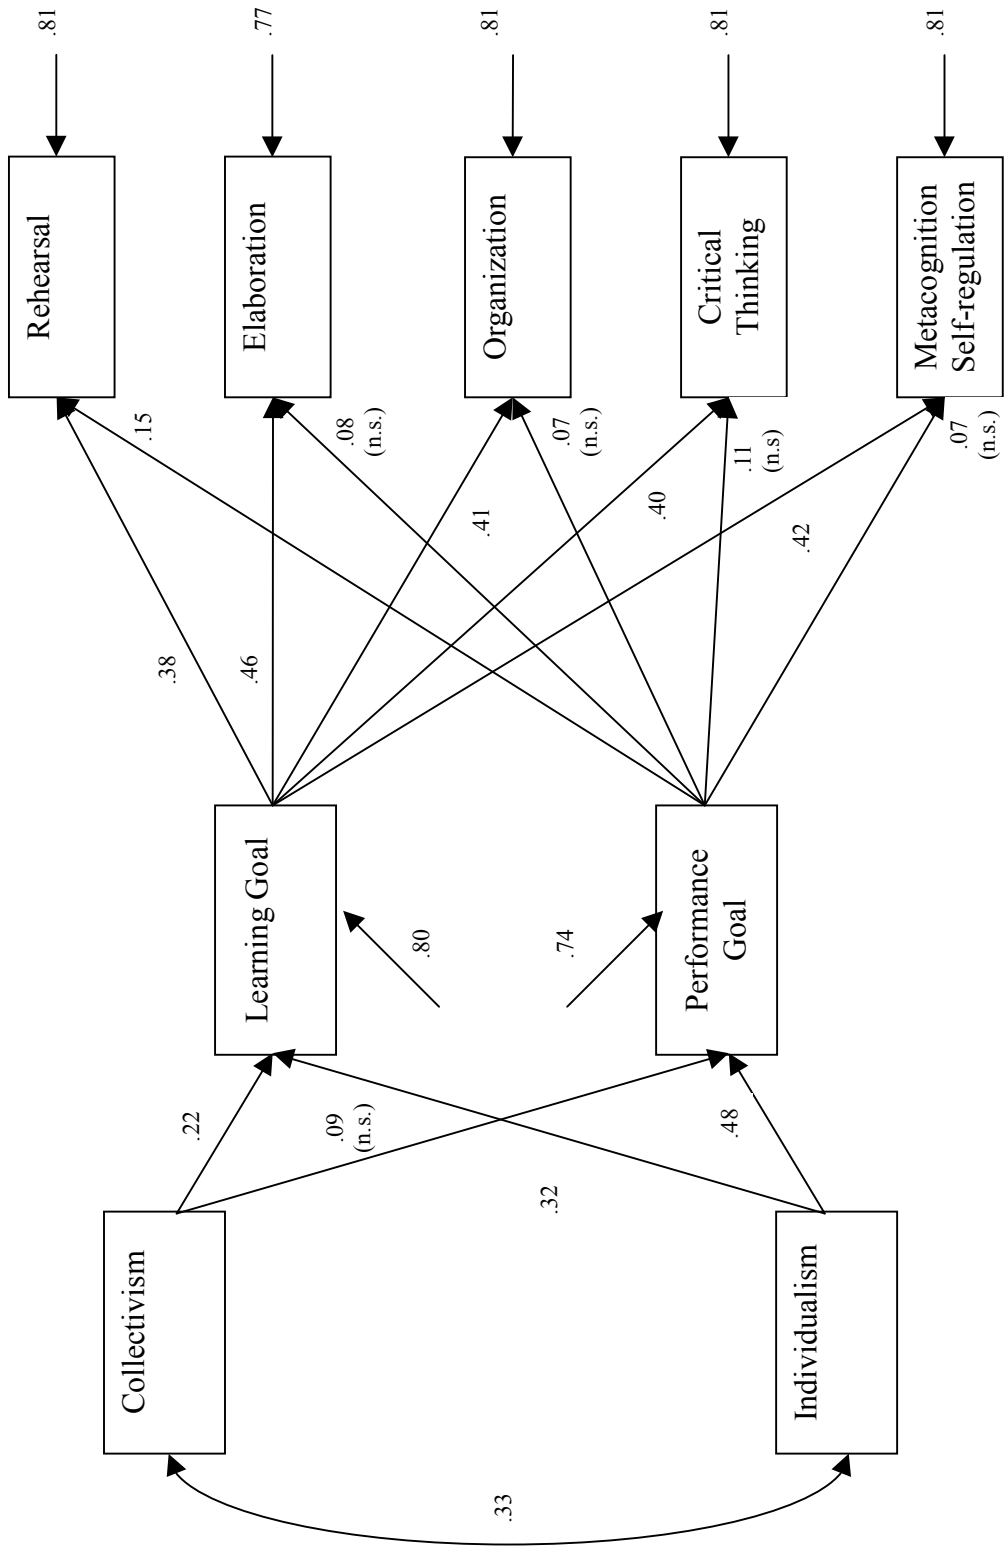 Collectivism
Individualism
.33
.22
.09
(n.s.)
.32
.48
Learning Goal
Performance
Goal
.80
.74
.38
.46
.41
.40
.42
.15
.08
(n.s.)
.07
(n.s.)
.11
(n.s)
.07
(n.s.)
Rehearsal
Elaboration
Organization
Critical
Thinking
Metacognition
Self-regulation
.81
.77
.81
.81
.81